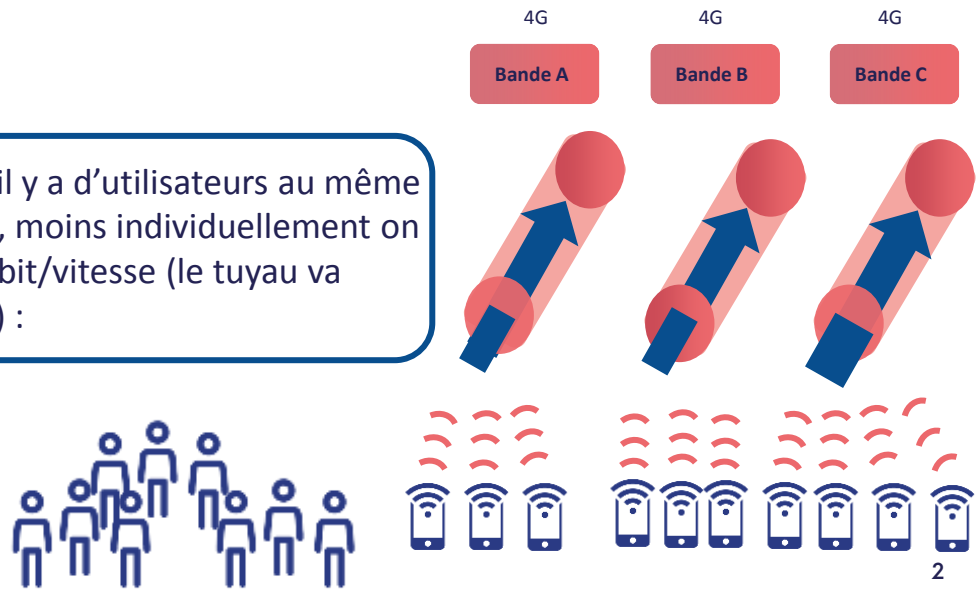 4G 4G 4G
Bande A Bande B Bande C
il y a d’utilisateurs au même
, moins individuellement on
bit/vitesse (le tuyau va
) :
2